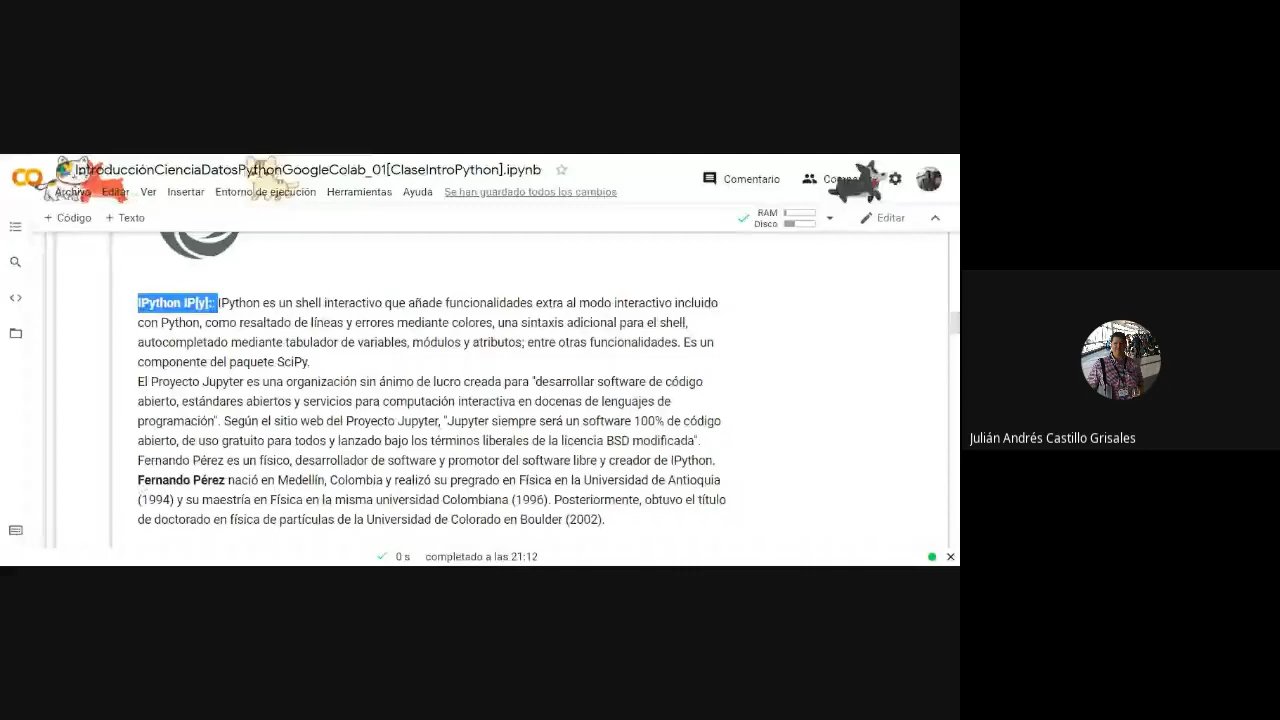 IntroducciónCienciaDatosPythonGoogleColab_01[ClaseIntroPython].ipynb
Archivo Editar Ver Insertar Entorno de ejecución Herramientas Ayuda Se han guardado todos los cambios
Comentario
+ Código + Texto
RAM
Disco
Editar
IPython IP[y]: IPython es un shell interactivo que añade funcionalidades extra al modo interactivo incluido
con Python, como resaltado de líneas y errores mediante colores, una sintaxis adicional para el shell,
autocompletado mediante tabulador de variables, módulos y atributos; entre otras funcionalidades. Es un
componente del paquete SciPy.
El Proyecto Jupyter es una organización sin ánimo de lucro creada para "desarrollar software de código
abierto, estándares abiertos y servicios para computación interactiva en docenas de lenguajes de
programación". Según el sitio web del Proyecto Jupyter, "Jupyter siempre será un software 100% de código
abierto, de uso gratuito para todos y lanzado bajo los términos liberales de la licencia BSD modificada".
Fernando Pérez es un físico, desarrollador de software y promotor del software libre y creador de IPython.
Fernando Pérez nació en Medellín, Colombia y realizó su pregrado en Física en la Universidad de Antioquia
(1994) y su maestría en Física en la misma universidad Colombiana (1996). Posteriormente, obtuvo el título
de doctorado en física de partículas de la Universidad de Colorado en Boulder (2002).
0 s completado a las 21:12
Julián Andrés Castillo Grisales